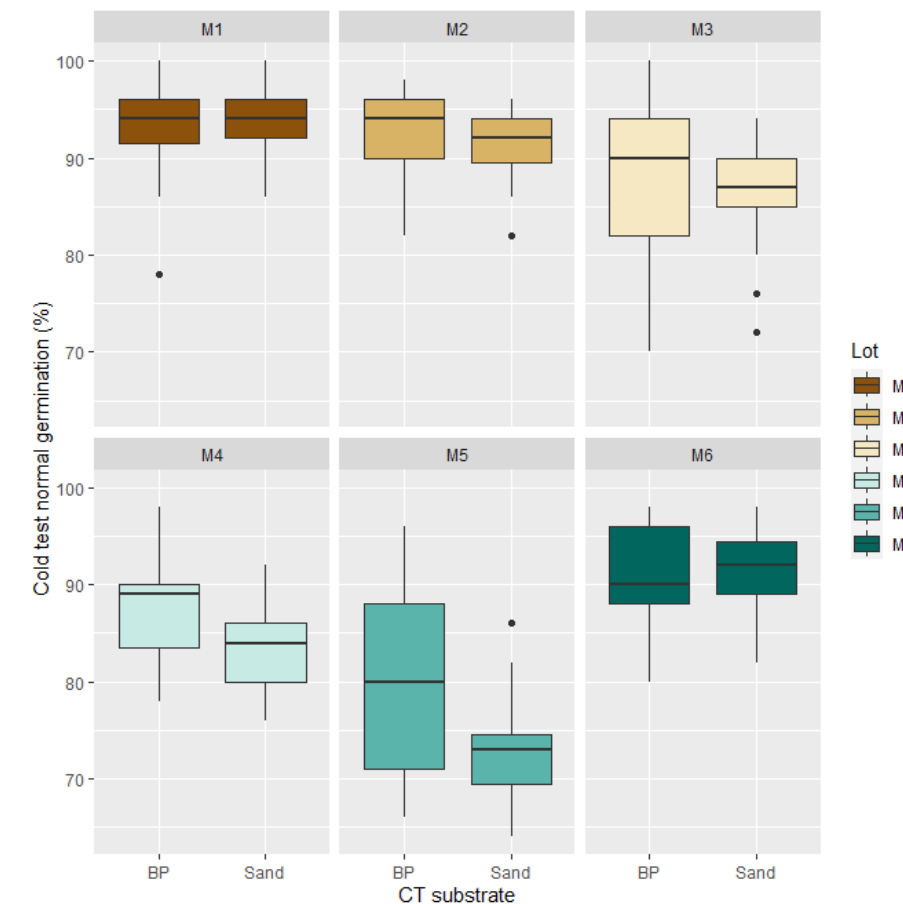 M1 M2 M3
100
90
80
70
M4 M5 M6
100
90
80
70
Cold test normal germination (%)
BP Sand BP Sand BP Sand
CT substrate
Lot
M
M
M
M
M
M